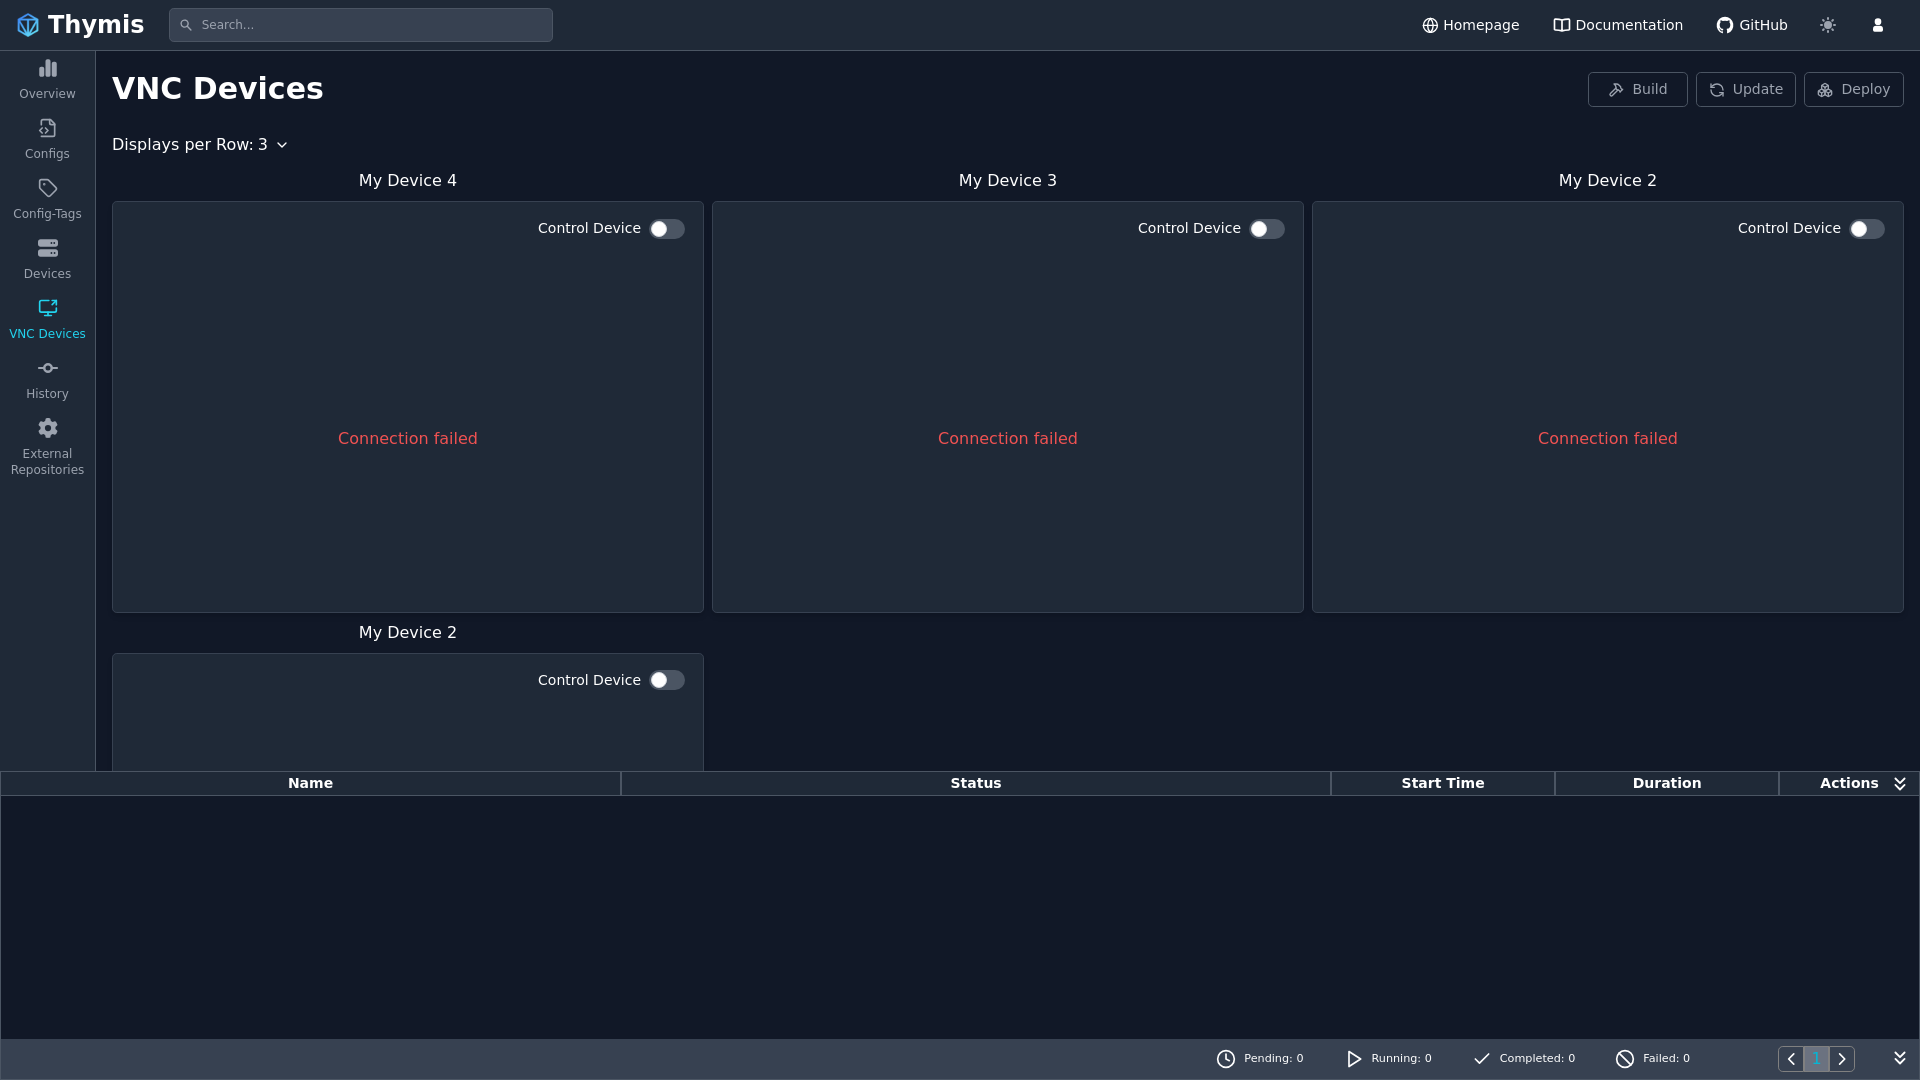 Thymis
Search...
Homepage
Documentation
GitHub
Overview
Configs
Config-Tags
Devices
VNC Devices
History
External
Repositories
VNC Devices
Build
Update
Deploy
Displays per Row: 3
My Device 4
My Device 3
My Device 2
Control Device
Control Device
Control Device
Connection failed
Connection failed
Connection failed
My Device 2
Control Device
Name
Status
Start Time
Duration
Actions
Pending: 0
Running: 0
Completed: 0
Failed: 0
1